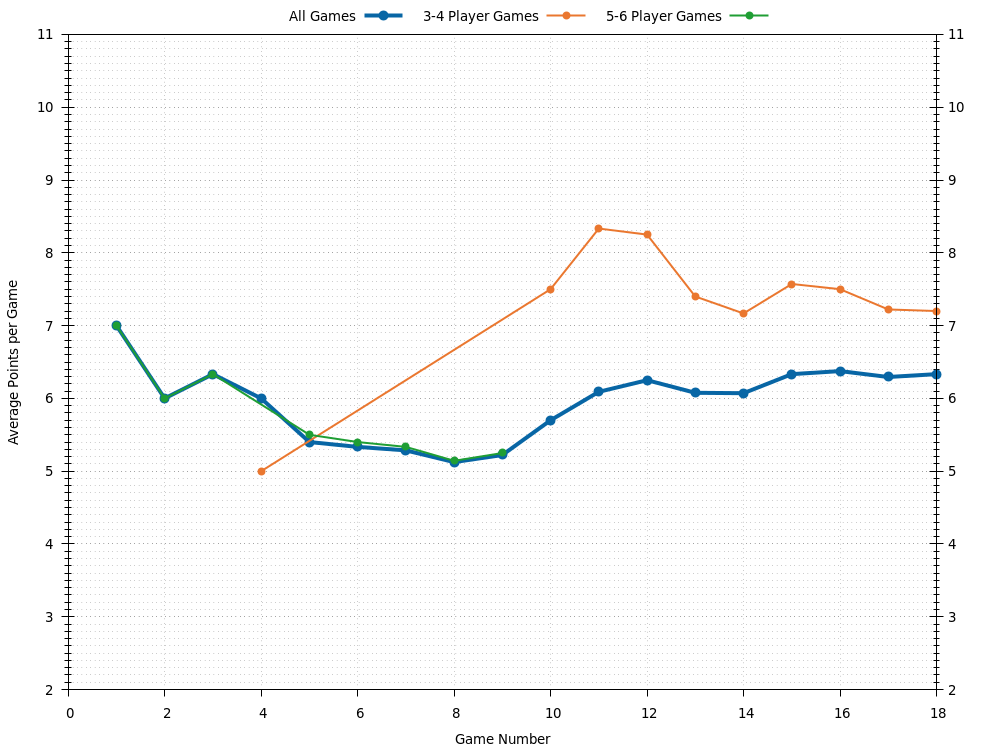 All Games 3-4 Player Games 5-6 Player Games
11 11
10 10
9 9
8 8
7 7
6 6
5 5
4 4
3 3
2 2
0 2 4 6 8 10 12 14 16 18
Average Points per Game
Game Number